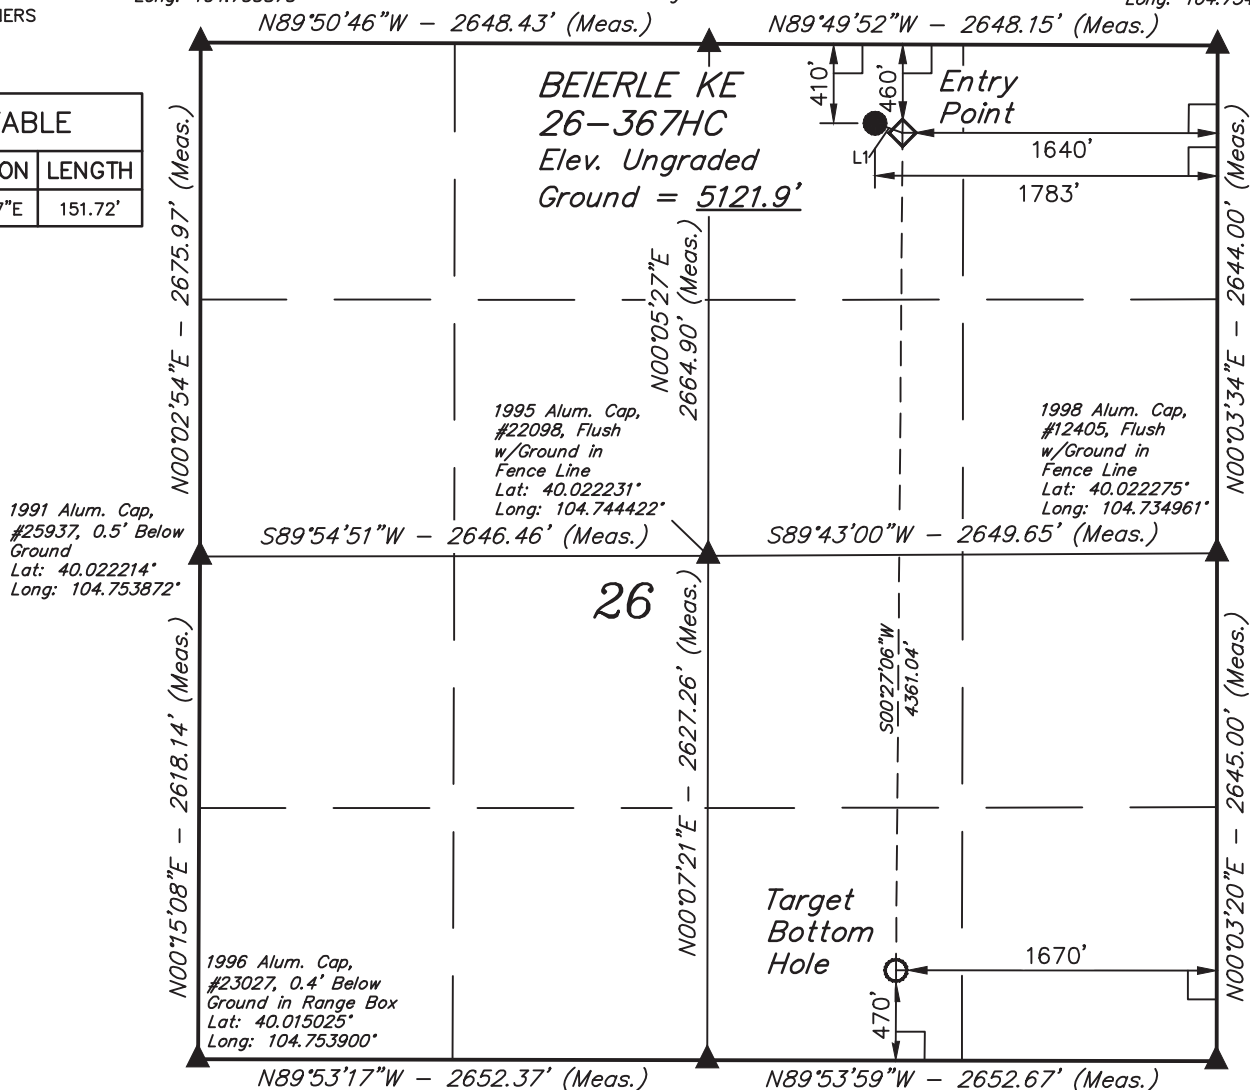 IERS
N89°50'46"W - 2648.43' (Meas.)
N89°49'52"W - 2648.15' (Meas.)
ABLE
ON LENGTH
7"E 151.72'
BEIERLE KE
26-367HC
Elev. Ungraded
Ground = 5121.9'
410'
460'
Entry
Point
L1
1640'
1783'
N00°02'54"E - 2675.97' (Meas.)
N00°05'27"E
2664.90' (Meas.)
N00°03'34"E - 2644.00' (Meas.)
1995 Alum. Cap,
#22098, Flush
w/Ground in
Fence Line
Lat: 40.022231°
Long: 104.744422°
1998 Alum. Cap,
#12405, Flush
w/Ground in
Fence Line
Lat: 40.022275°
Long: 104.734961°
1991 Alum. Cap,
#25937, 0.5' Below
Ground
Lat: 40.022214°
Long: 104.753872°
S89°54'51"W - 2646.46' (Meas.)
S89°43'00"W - 2649.65' (Meas.)
26
S00°27'06"W
4361.04'
N00°15'08"E - 2618.14' (Meas.)
N00°07'21"E - 2627.26' (Meas.)
N00°03'20"E - 2645.00' (Meas.)
Target
Bottom
Hole
1670'
470'
1996 Alum. Cap,
#23027, 0.4' Below
Ground in Range Box
Lat: 40.015025°
Long: 104.753900°
N89°53'17"W - 2652.37' (Meas.)
N89°53'59"W - 2652.67' (Meas.)